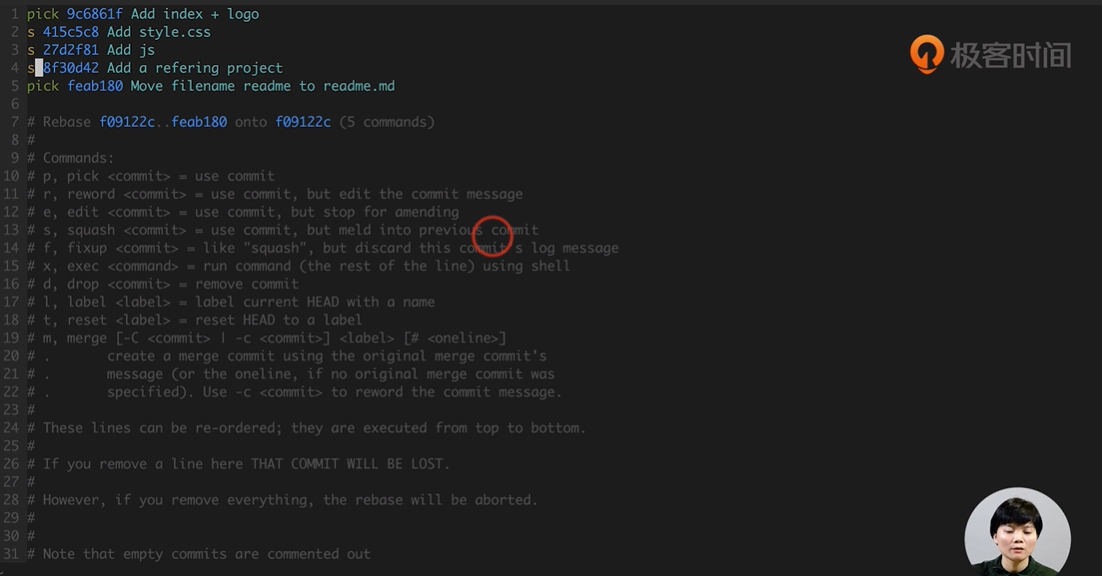 1 pick 9c6861f Add index + logo
2 s 415c5c8 Add style.css
3 s 27d2f81 Add js
4 s 8f30d42 Add a refering project
5 pick feab180 Move filename readme to readme.md
6
7 # Rebase f09122c..feab180 onto f09122c (5 commands)
8 #
9 # Commands:
10 # p, pick <commit> = use commit
11 # r, reword <commit> = use commit, but edit the commit message
12 # e, edit <commit> = use commit, but stop for amending
13 # s, squash <commit> = use commit, but meld into previous commit
14 # f, fixup <commit> = like "squash", but discard this commit's log message
15 # x, exec <command> = run command (the rest of the line) using shell
16 # d, drop <commit> = remove commit
17 # l, label <label> = label current HEAD with a name
18 # t, reset <label> = reset HEAD to a label
19 # m, merge [-C <commit> | -c <commit>] <label> [# <oneline>]
20 # .       create a merge commit using the original merge commit's
21 # .       message (or the oneline, if no original merge commit was
22 # .       specified). Use -c <commit> to reword the commit message.
23 #
24 # These lines can be re-ordered; they are executed from top to bottom.
25 #
26 # If you remove a line here THAT COMMIT WILL BE LOST.
27 #
28 # However, if you remove everything, the rebase will be aborted.
29 #
30 #
31 # Note that empty commits are commented out
极客时间